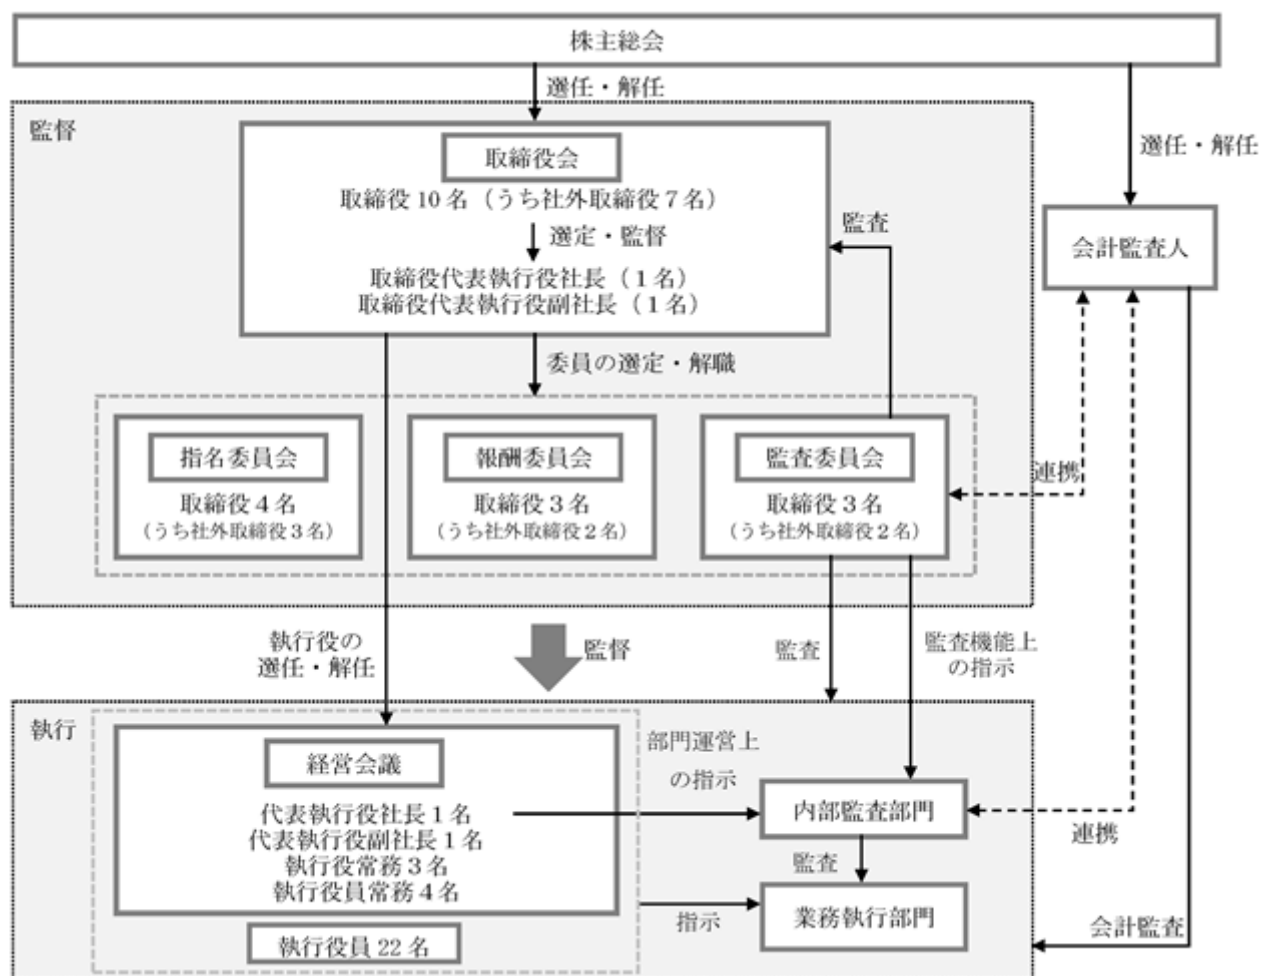 株主総会
選任・解任
監督
取締役会
選任・解任
取締役 10 名（うち社外取締役 7 名）
監査
選定・監督
会計監査人
取締役代表執行役社長（1 名）
取締役代表執行役副社長（1 名）
委員の選定・解職
指名委員会
報酬委員会
監査委員会
連携
取締役 4 名
（うち社外取締役 3 名）
取締役 3 名
（うち社外取締役 2 名）
取締役 3 名
（うち社外取締役 2 名）
執行役の
選任・解任
監督
監査
監査機能上
の指示
執行
経営会議
部門運営上
の指示
代表執行役社長 1 名
代表執行役副社長 1 名
執行役常務 3 名
執行役員常務 4 名
内部監査部門
連携
監査
業務執行部門
指示
会計監査
執行役員 22 名